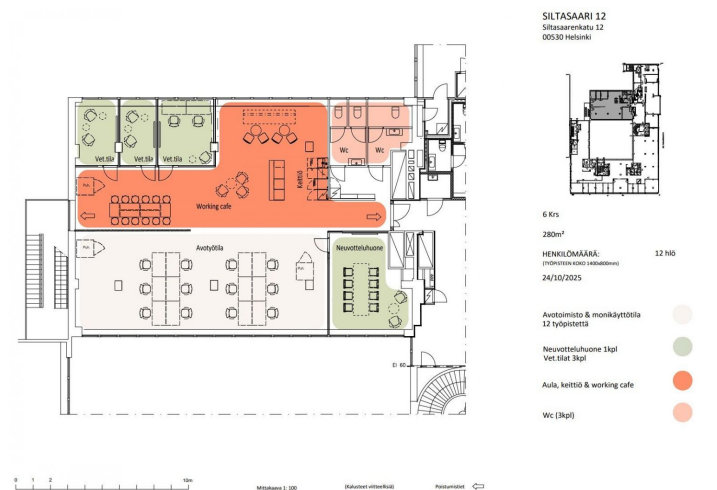 SILTASAARI 12
Siltasaarenkatu 12
00530 Helsinki
Vet.tila
Vet.tila
Vet.tila
Wc
Wc
Keittiö
Puh.
Working cafe
Avotyötila
Neuvotteluhuone
Puh.
Puh.
EI 60
6 Krs
280m²
HENKILÖMÄÄRÄ: 12 hlö
(TYÖPISTEEN KOKO 1400x800mm)
24/10/2025
Avotoimisto & monikäyttötila
12 työpistettä
Neuvotteluhuone 1kpl
Vet.tilat 3kpl
Aula, keittiö & working cafe
Wc (3kpl)
0 1 2 10m
Mittakaava 1: 100
(Kalusteet viitteellisiä)
Poistumistiet